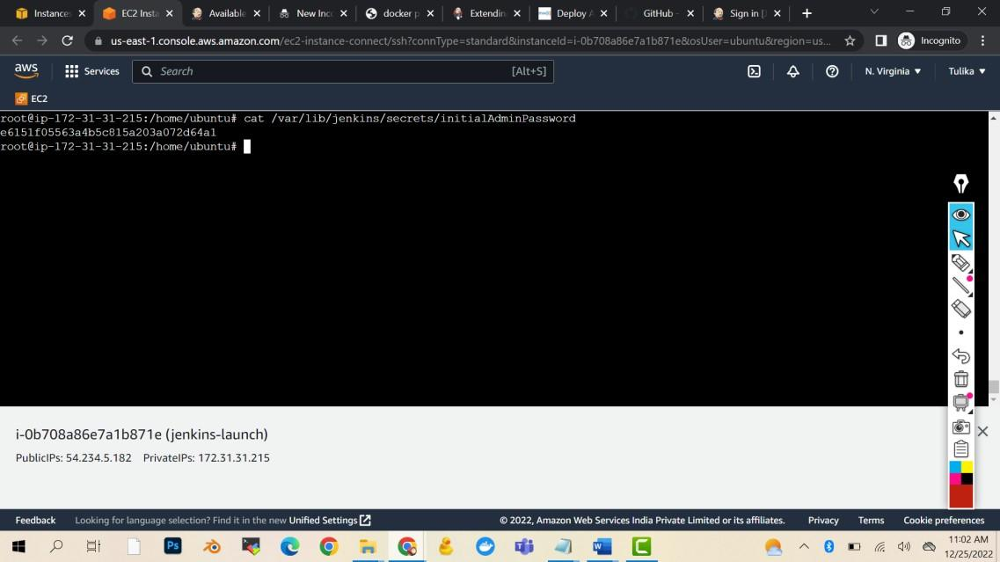 Instances
EC2 Insta
Available
New Inc
docker p
Extendin
Deploy A
GitHub -
Sign in [J
us-east-1.console.aws.amazon.com/ec2-instance-connect/ssh?connType=standard&instanceId=i-0b708a86e7a1b871e&osUser=ubuntu&region=us...
Incognito
aws
Services
Search
[Alt+S]
N. Virginia
Tulika
EC2
root@ip-172-31-31-215:/home/ubuntu# cat /var/lib/jenkins/secrets/initialAdminPassword
e6151f05563a4b5c815a203a072d64a1
root@ip-172-31-31-215:/home/ubuntu#
i-0b708a86e7a1b871e (jenkins-launch)
PublicIPs: 54.234.5.182 PrivateIPs: 172.31.31.215
Feedback
Looking for language selection? Find it in the new Unified Settings
© 2022, Amazon Web Services India Private Limited or its affiliates.
Privacy
Terms
Cookie preferences
Ps
11:02 AM
12/25/2022